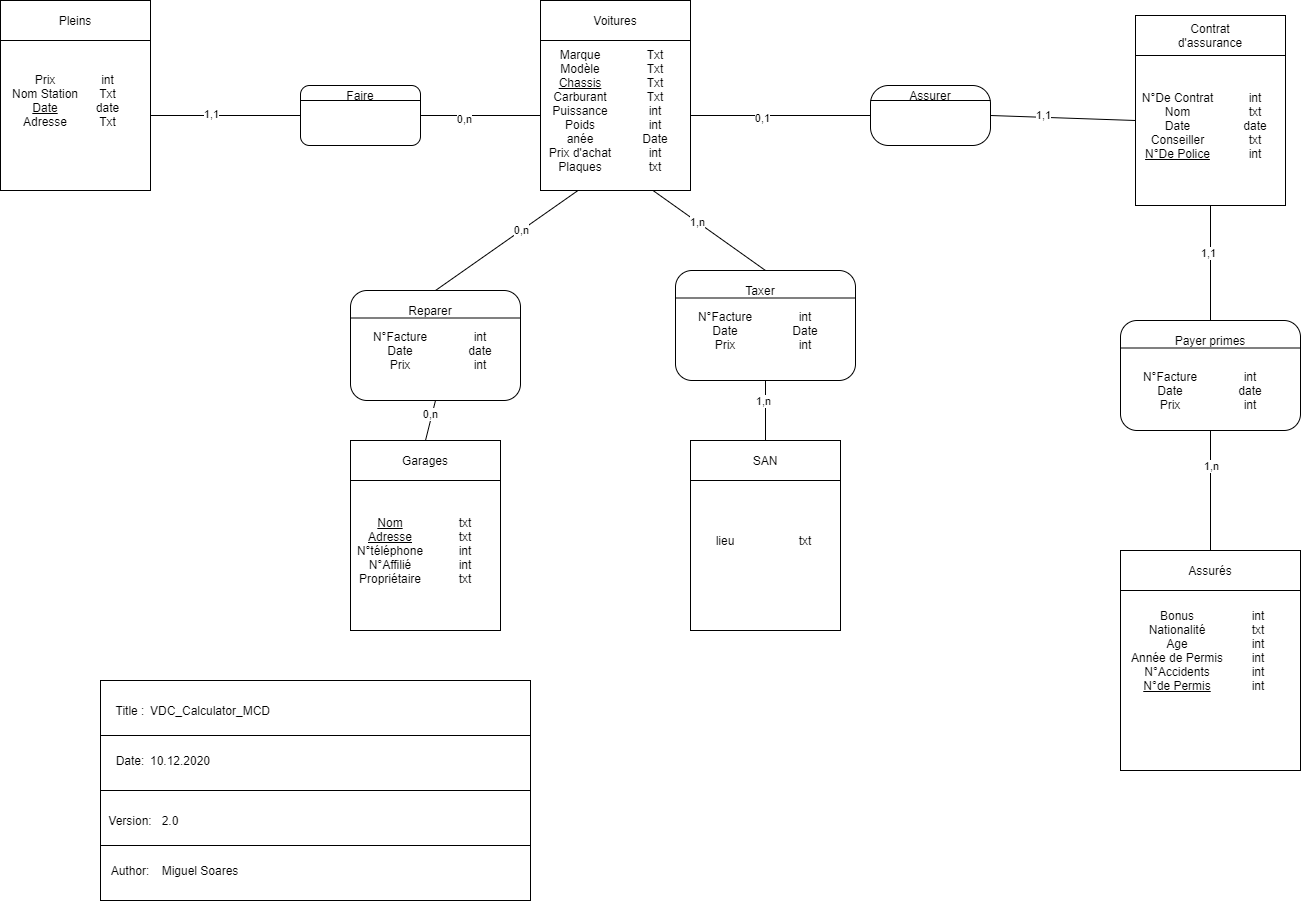 Pleins
Prix int
Nom Station Txt
Date date
Adresse Txt
1,1
Faire
0,n
Voitures
Marque Txt
Modèle Txt
Chassis Txt
Carburant Txt
Puissance int
Poids int
anée Date
Prix d'achat int
Plaques txt
0,1
Assurer
1,1
Contrat
d'assurance
N°De Contrat int
Nom txt
Date date
Conseiller txt
N°De Police int
0,n
1,n
1,1
Reparer
N°Facture int
Date date
Prix int
Taxer
N°Facture int
Date Date
Prix int
Payer primes
N°Facture int
Date date
Prix int
0,n
1,n
1,n
Garages
Nom txt
Adresse txt
N°téléphone int
N°Affilié int
Propriétaire txt
SAN
lieu txt
Assurés
Bonus int
Nationalité txt
Age int
Année de Permis int
N°Accidents int
N°de Permis int
Title : VDC_Calculator_MCD
Date: 10.12.2020
Version: 2.0
Author: Miguel Soares